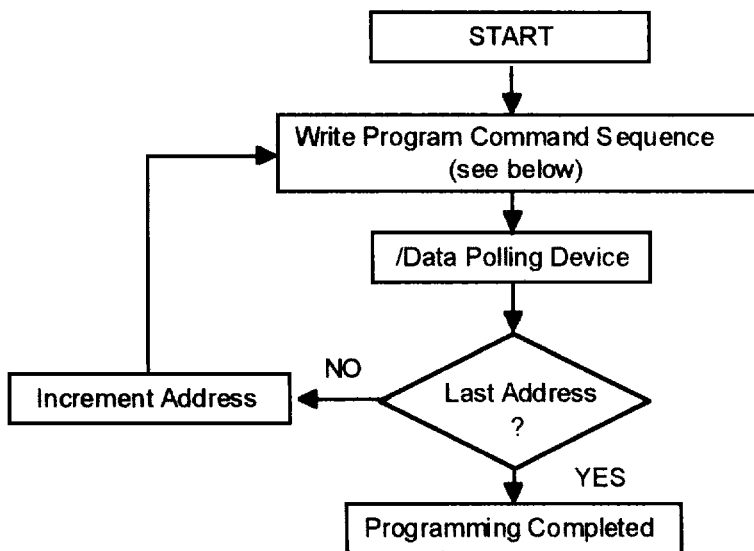 START
Write Program Command Sequence
(see below)
/Data Polling Device
NO
Increment Address
Last Address
?
YES
Programming Completed